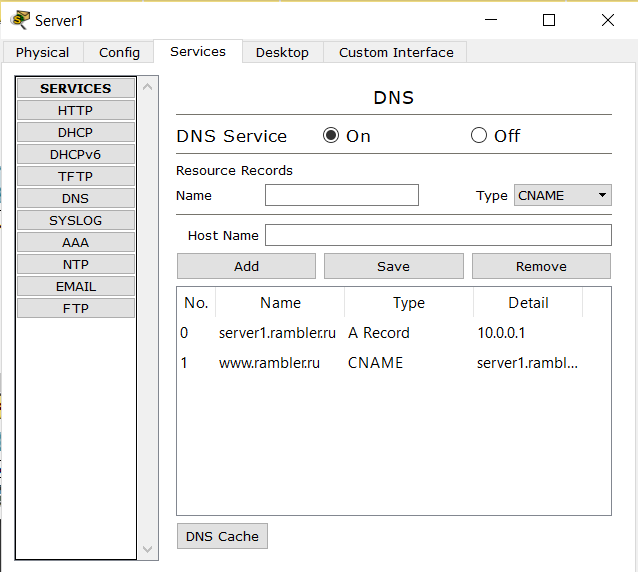 Server1
Physical Config Services Desktop Custom Interface
SERVICES
HTTP
DHCP
DHCPv6
TFTP
DNS
SYSLOG
AAA
NTP
EMAIL
FTP
DNS
DNS Service On Off
Resource Records
Name Type CNAME
Host Name
Add Save Remove
No. Name Type Detail
0 server1.rambler.ru A Record 10.0.0.1
1 www.rambler.ru CNAME server1.rambl...
DNS Cache